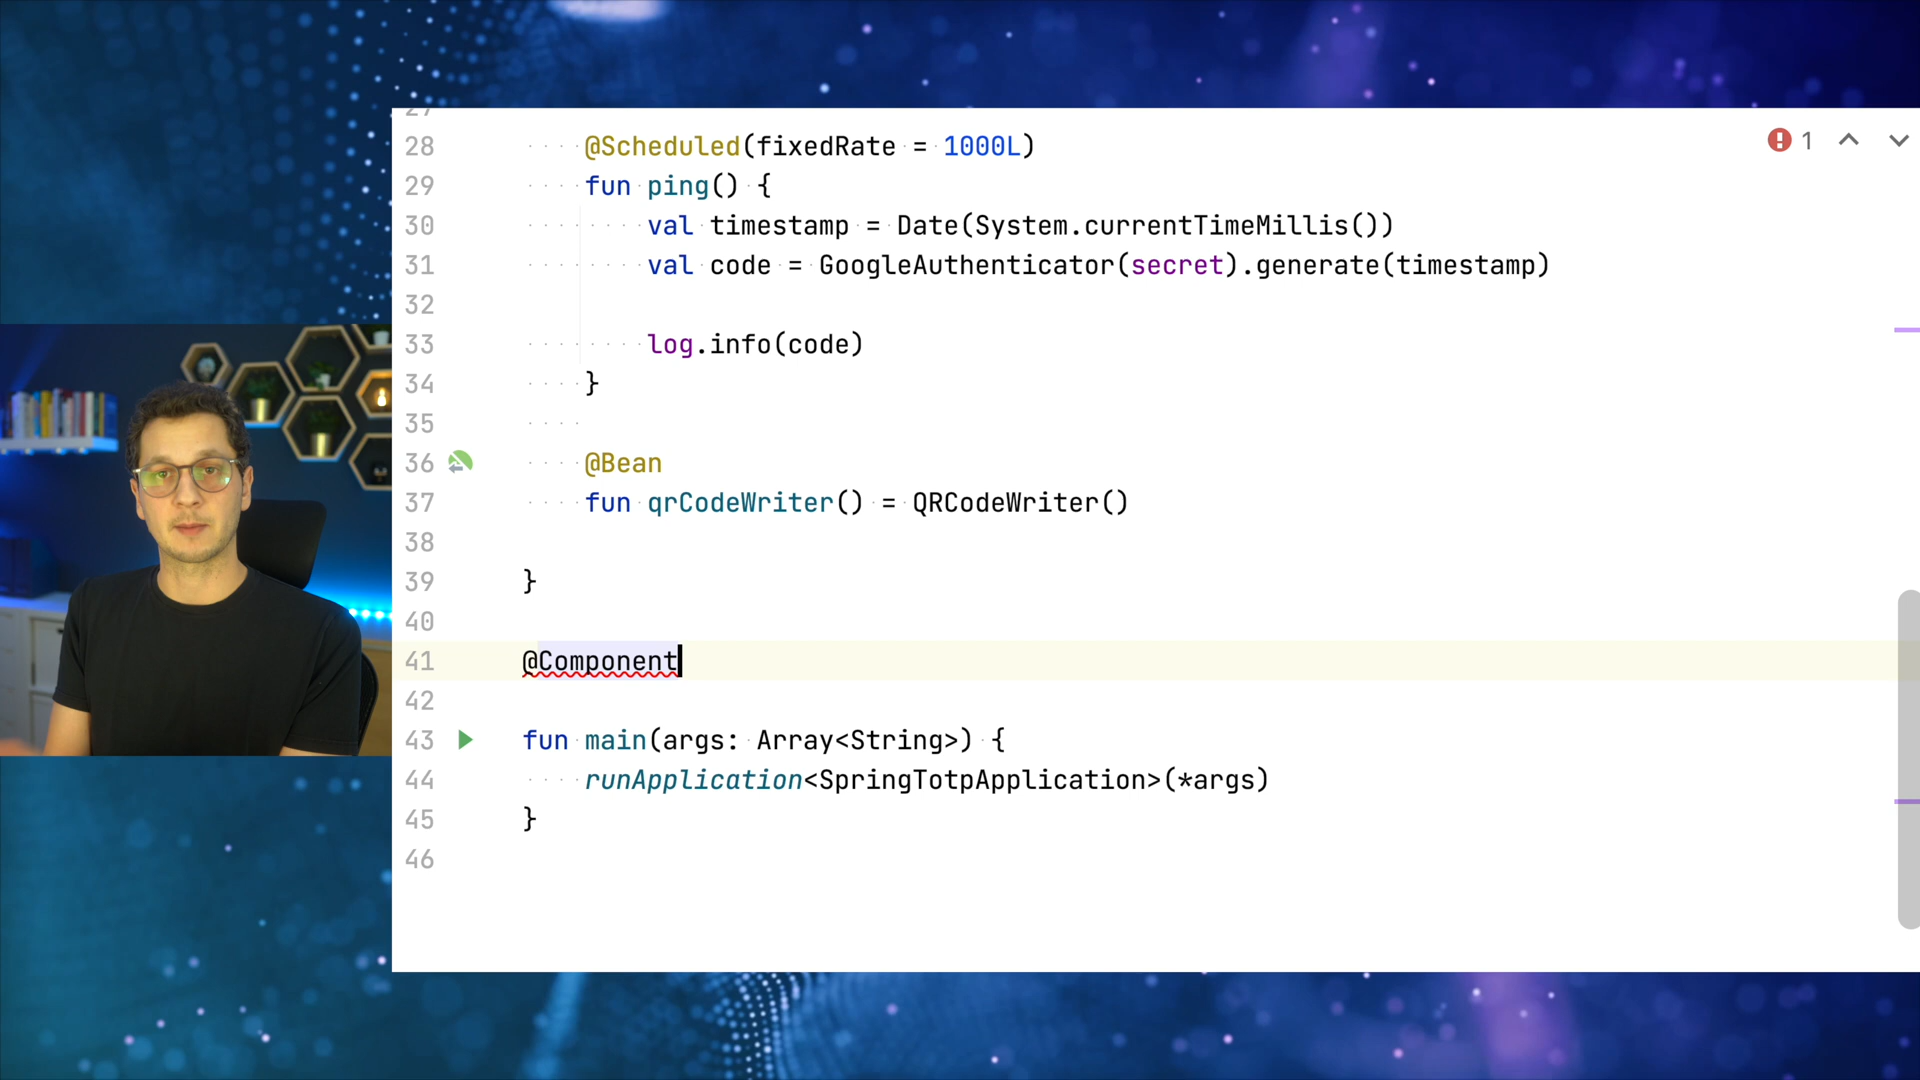 27
28 @Scheduled(fixedRate = 1000L)
29 fun ping() {
30 val timestamp = Date(System.currentTimeMillis())
31 val code = GoogleAuthenticator(secret).generate(timestamp)
32
33 log.info(code)
34 }
35
36 @Bean
37 fun qrCodeWriter() = QRCodeWriter()
38
39 }
40
41 @Component
42
43 fun main(args: Array<String>) {
44 runApplication<SpringTotpApplication>(*args)
45 }
46
1